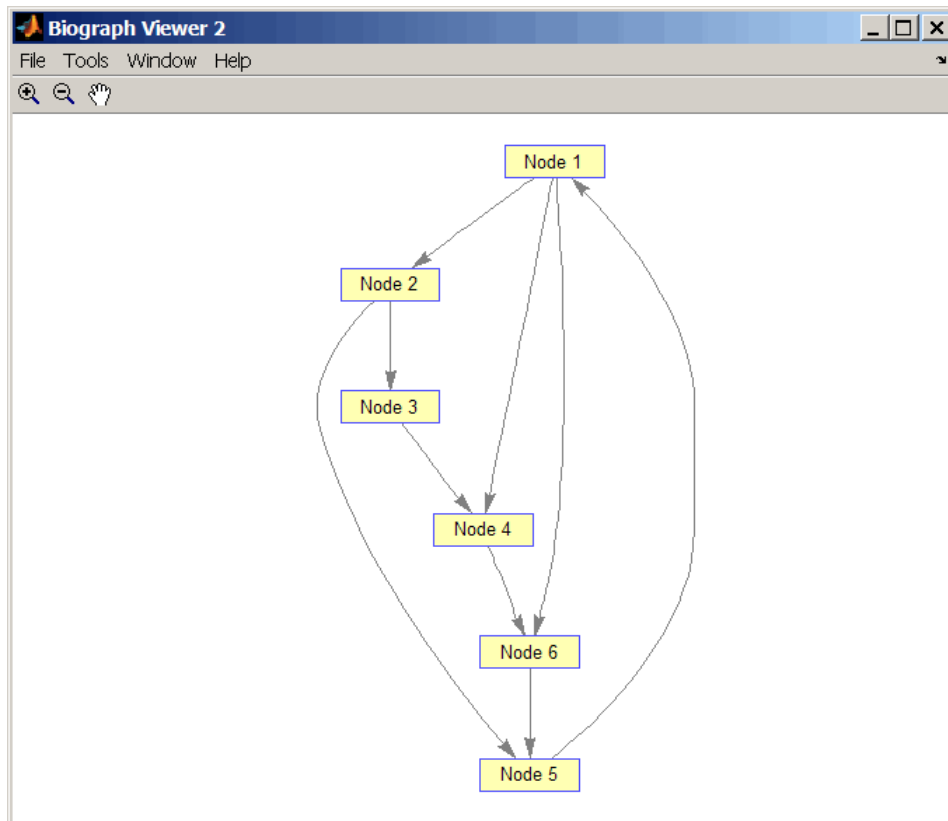 Biograph Viewer 2
File Tools Window Help
Node 1
Node 2
Node 3
Node 4
Node 6
Node 5